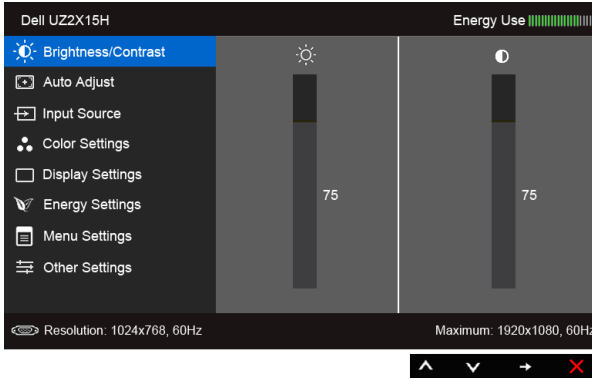 Dell UZ2X15H
Energy Use
Brightness/Contrast
Auto Adjust
Input Source
Color Settings
Display Settings
Energy Settings
Menu Settings
Other Settings
75
75
Resolution: 1024x768, 60Hz
Maximum: 1920x1080, 60Hz